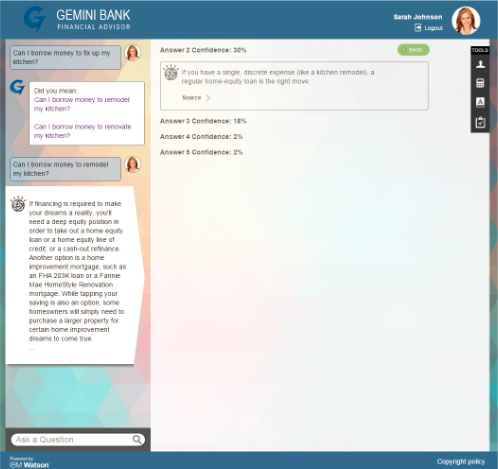 GEMINI BANK
FINANCIAL ADVISOR
Sarah Johnson
Logout
Can I borrow money to fix up my
kitchen?
Did you mean:
Can I borrow money to remodel
my kitchen?
Can I borrow money to renovate
my kitchen?
Can I borrow money to remodel
my kitchen?
If financing is required to make
your dreams a reality, you'll
need a deep equity position in
order to take out a home equity
loan or a home equity line of
credit, or a cash-out refinance.
Another option is a home
improvement mortgage, such as
an FHA 203K loan or a Fannie
Mae HomeStyle Renovation
mortgage. While tapping your
saving is also an option, some
homeowners will simply need to
purchase a larger property for
certain home improvement
dreams to come true.
...
Ask a Question
Answer 2 Confidence: 30%
BACK
If you have a single, discrete expense (like a kitchen remodel), a
regular home-equity loan is the right move.
Source
Answer 3 Confidence: 18%
Answer 4 Confidence: 2%
Answer 5 Confidence: 2%
TOOLS
A
Powered by
IBM Watson
Copyright policy